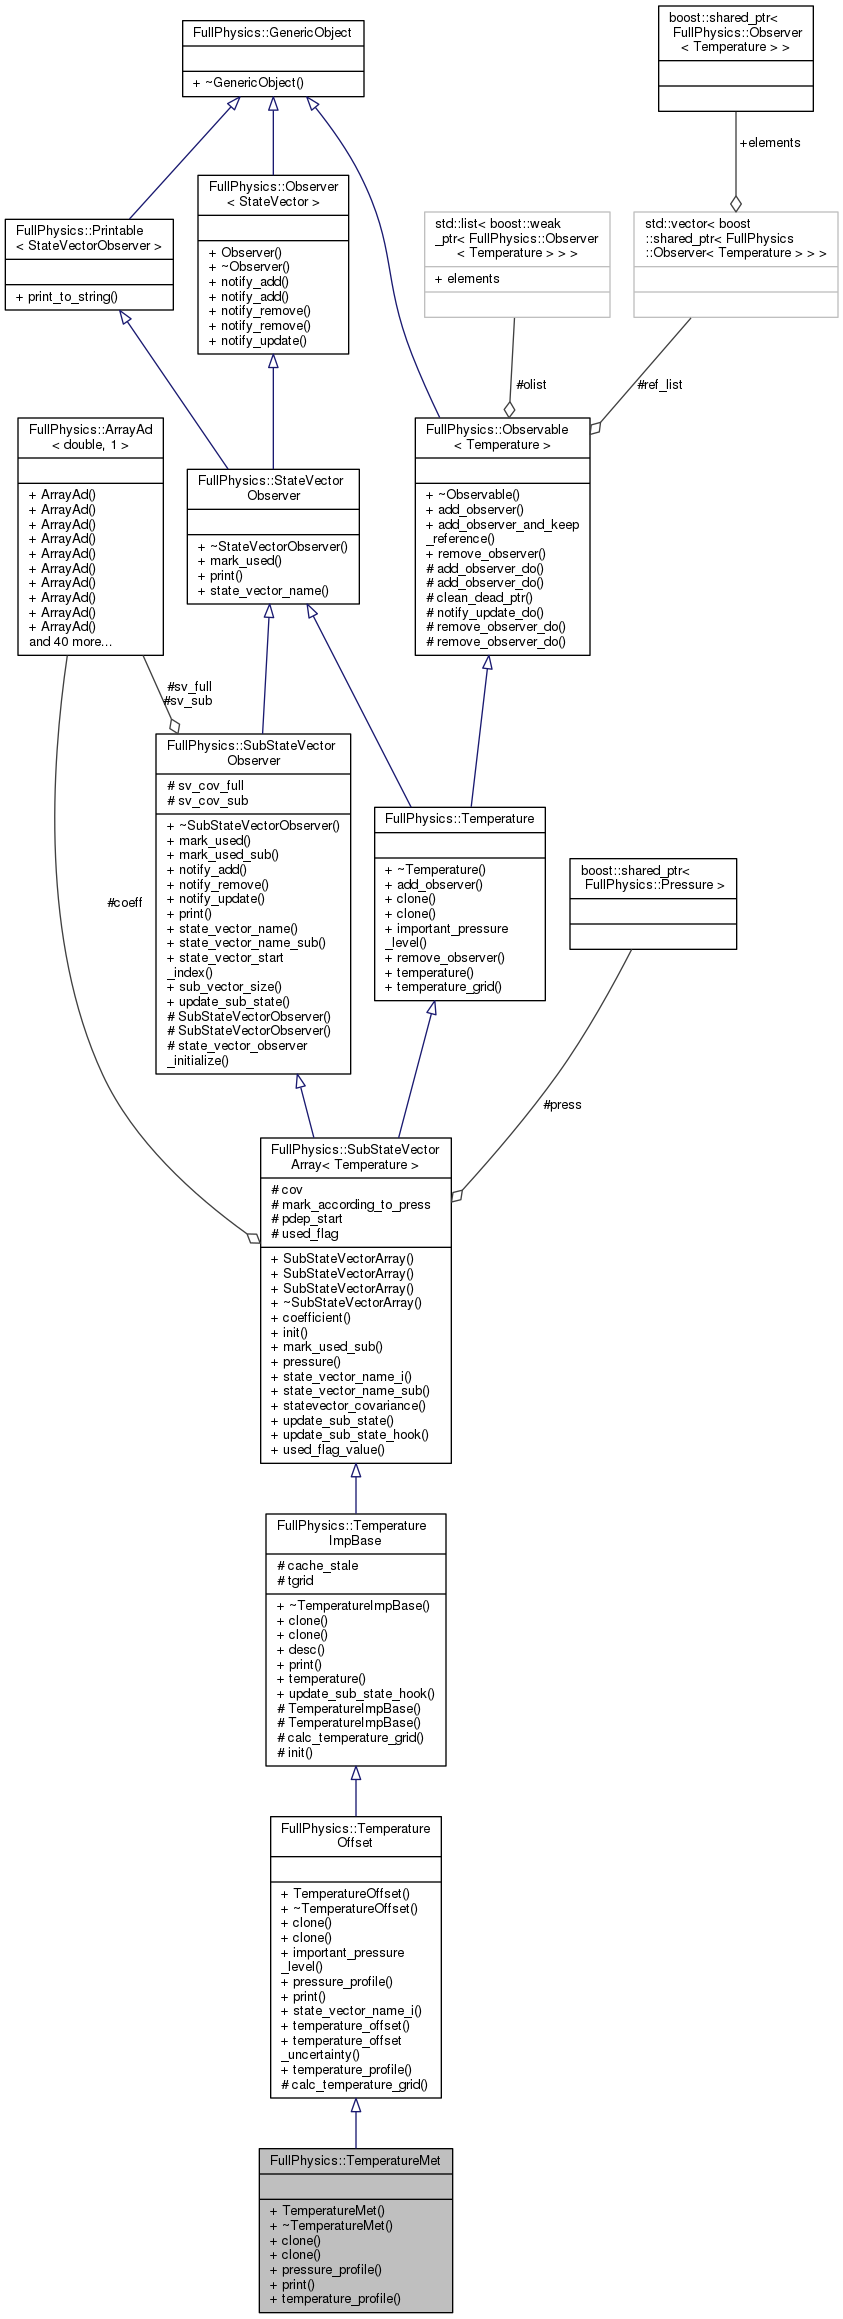 FullPhysics::GenericObject
+ ~GenericObject()
boost::shared_ptr<
FullPhysics::Observer
< Temperature > >
+elements
FullPhysics::Printable
< StateVectorObserver >
+ print_to_string()
FullPhysics::Observer
< StateVector >
+ Observer()
+ ~Observer()
+ notify_add()
+ notify_add()
+ notify_remove()
+ notify_remove()
+ notify_update()
std::list< boost::weak
_ptr< FullPhysics::Observer
< Temperature > > >
+ elements
std::vector< boost
::shared_ptr< FullPhysics
::Observer< Temperature > > >
#olist
#ref_list
FullPhysics::ArrayAd
< double, 1 >
+ ArrayAd()
+ ArrayAd()
+ ArrayAd()
+ ArrayAd()
+ ArrayAd()
+ ArrayAd()
+ ArrayAd()
+ ArrayAd()
+ ArrayAd()
+ ArrayAd()
and 40 more...
FullPhysics::StateVector
Observer
+ ~StateVectorObserver()
+ mark_used()
+ print()
+ state_vector_name()
FullPhysics::Observable
< Temperature >
+ ~Observable()
+ add_observer()
+ add_observer_and_keep
_reference()
+ remove_observer()
# add_observer_do()
# add_observer_do()
# clean_dead_ptr()
# notify_update_do()
# remove_observer_do()
# remove_observer_do()
#sv_full
#sv_sub
FullPhysics::SubStateVector
Observer
# sv_cov_full
# sv_cov_sub
+ ~SubStateVectorObserver()
+ mark_used()
+ mark_used_sub()
+ notify_add()
+ notify_remove()
+ notify_update()
+ print()
+ state_vector_name()
+ state_vector_name_sub()
+ state_vector_start
_index()
+ sub_vector_size()
+ update_sub_state()
# SubStateVectorObserver()
# SubStateVectorObserver()
# state_vector_observer
_initialize()
FullPhysics::Temperature
+ ~Temperature()
+ add_observer()
+ clone()
+ clone()
+ important_pressure
_level()
+ remove_observer()
+ temperature()
+ temperature_grid()
boost::shared_ptr<
FullPhysics::Pressure >
#coeff
#press
FullPhysics::SubStateVector
Array< Temperature >
# cov
# mark_according_to_press
# pdep_start
# used_flag
+ SubStateVectorArray()
+ SubStateVectorArray()
+ SubStateVectorArray()
+ ~SubStateVectorArray()
+ coefficient()
+ init()
+ mark_used_sub()
+ pressure()
+ state_vector_name_i()
+ state_vector_name_sub()
+ statevector_covariance()
+ update_sub_state()
+ update_sub_state_hook()
+ used_flag_value()
FullPhysics::Temperature
ImpBase
# cache_stale
# tgrid
+ ~TemperatureImpBase()
+ clone()
+ clone()
+ desc()
+ print()
+ temperature()
+ update_sub_state_hook()
# TemperatureImpBase()
# TemperatureImpBase()
# calc_temperature_grid()
# init()
FullPhysics::Temperature
Offset
+ TemperatureOffset()
+ ~TemperatureOffset()
+ clone()
+ clone()
+ important_pressure
_level()
+ pressure_profile()
+ print()
+ state_vector_name_i()
+ temperature_offset()
+ temperature_offset
_uncertainty()
+ temperature_profile()
# calc_temperature_grid()
FullPhysics::TemperatureMet
+ TemperatureMet()
+ ~TemperatureMet()
+ clone()
+ clone()
+ pressure_profile()
+ print()
+ temperature_profile()